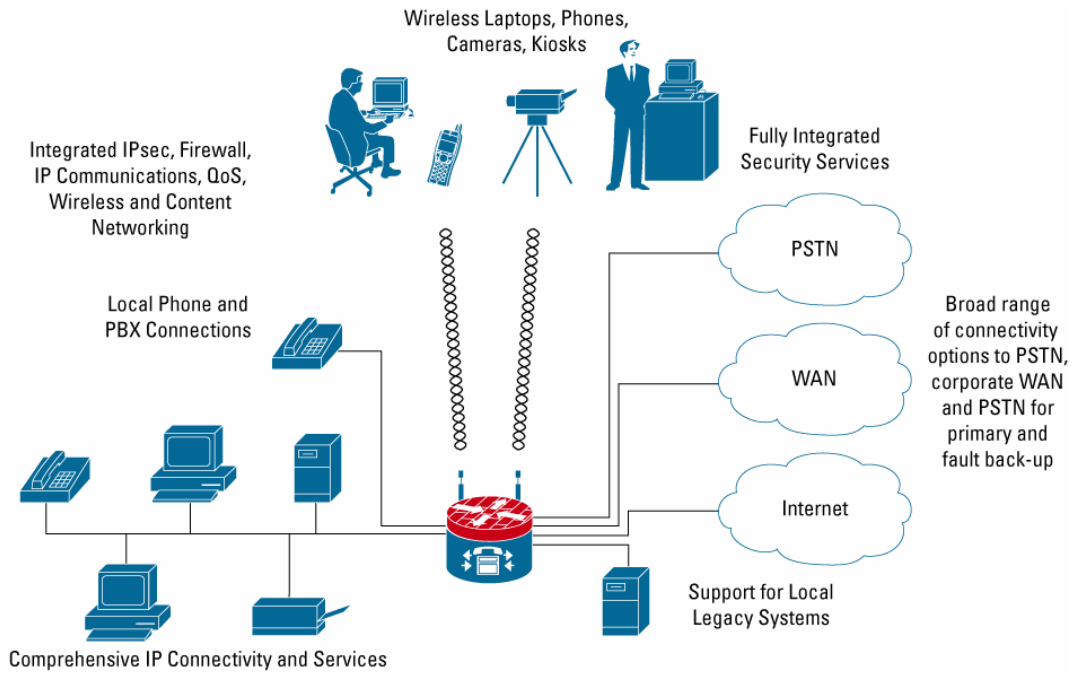 Wireless Laptops, Phones,
Cameras, Kiosks
Integrated IPsec, Firewall,
IP Communications, QoS,
Wireless and Content
Networking
Fully Integrated
Security Services
PSTN
Local Phone and
PBX Connections
Broad range
of connectivity
options to PSTN,
corporate WAN
and PSTN for
primary and
fault back-up
WAN
Internet
Support for Local
Legacy Systems
Comprehensive IP Connectivity and Services